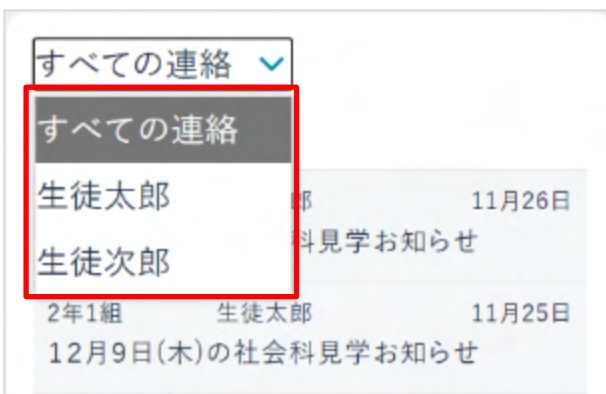 すべての連絡
すべての連絡
生徒太郎
生徒次郎
郎 11月26日
科見学お知らせ
2年1組 生徒太郎 11月25日
12月9日(木)の社会科見学お知らせ